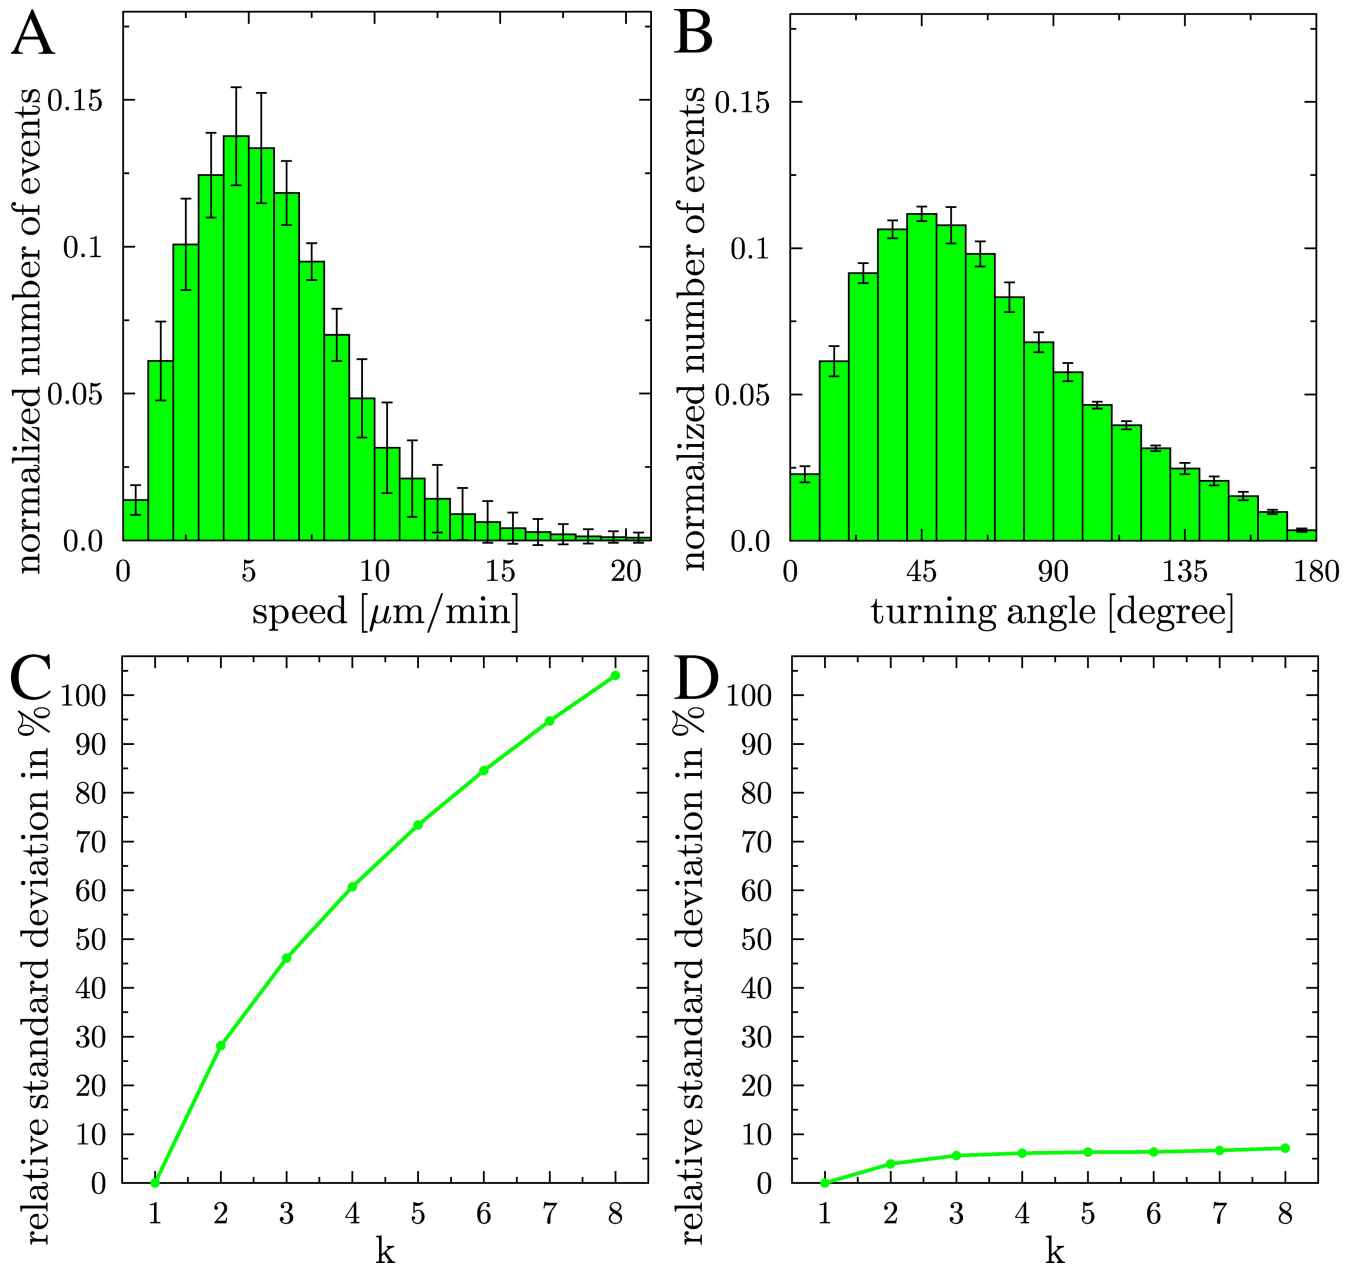 A
normalized number of events
0.15
0.1
0.05
0.0
0 5 10 15 20
speed [μm/min]
B
normalized number of events
0.15
0.1
0.05
0.0
0 45 90 135 180
turning angle [degree]
C
relative standard deviation in %
100
90
80
70
60
50
40
30
20
10
0
1 2 3 4 5 6 7 8
k
D
relative standard deviation in %
100
90
80
70
60
50
40
30
20
10
0
1 2 3 4 5 6 7 8
k